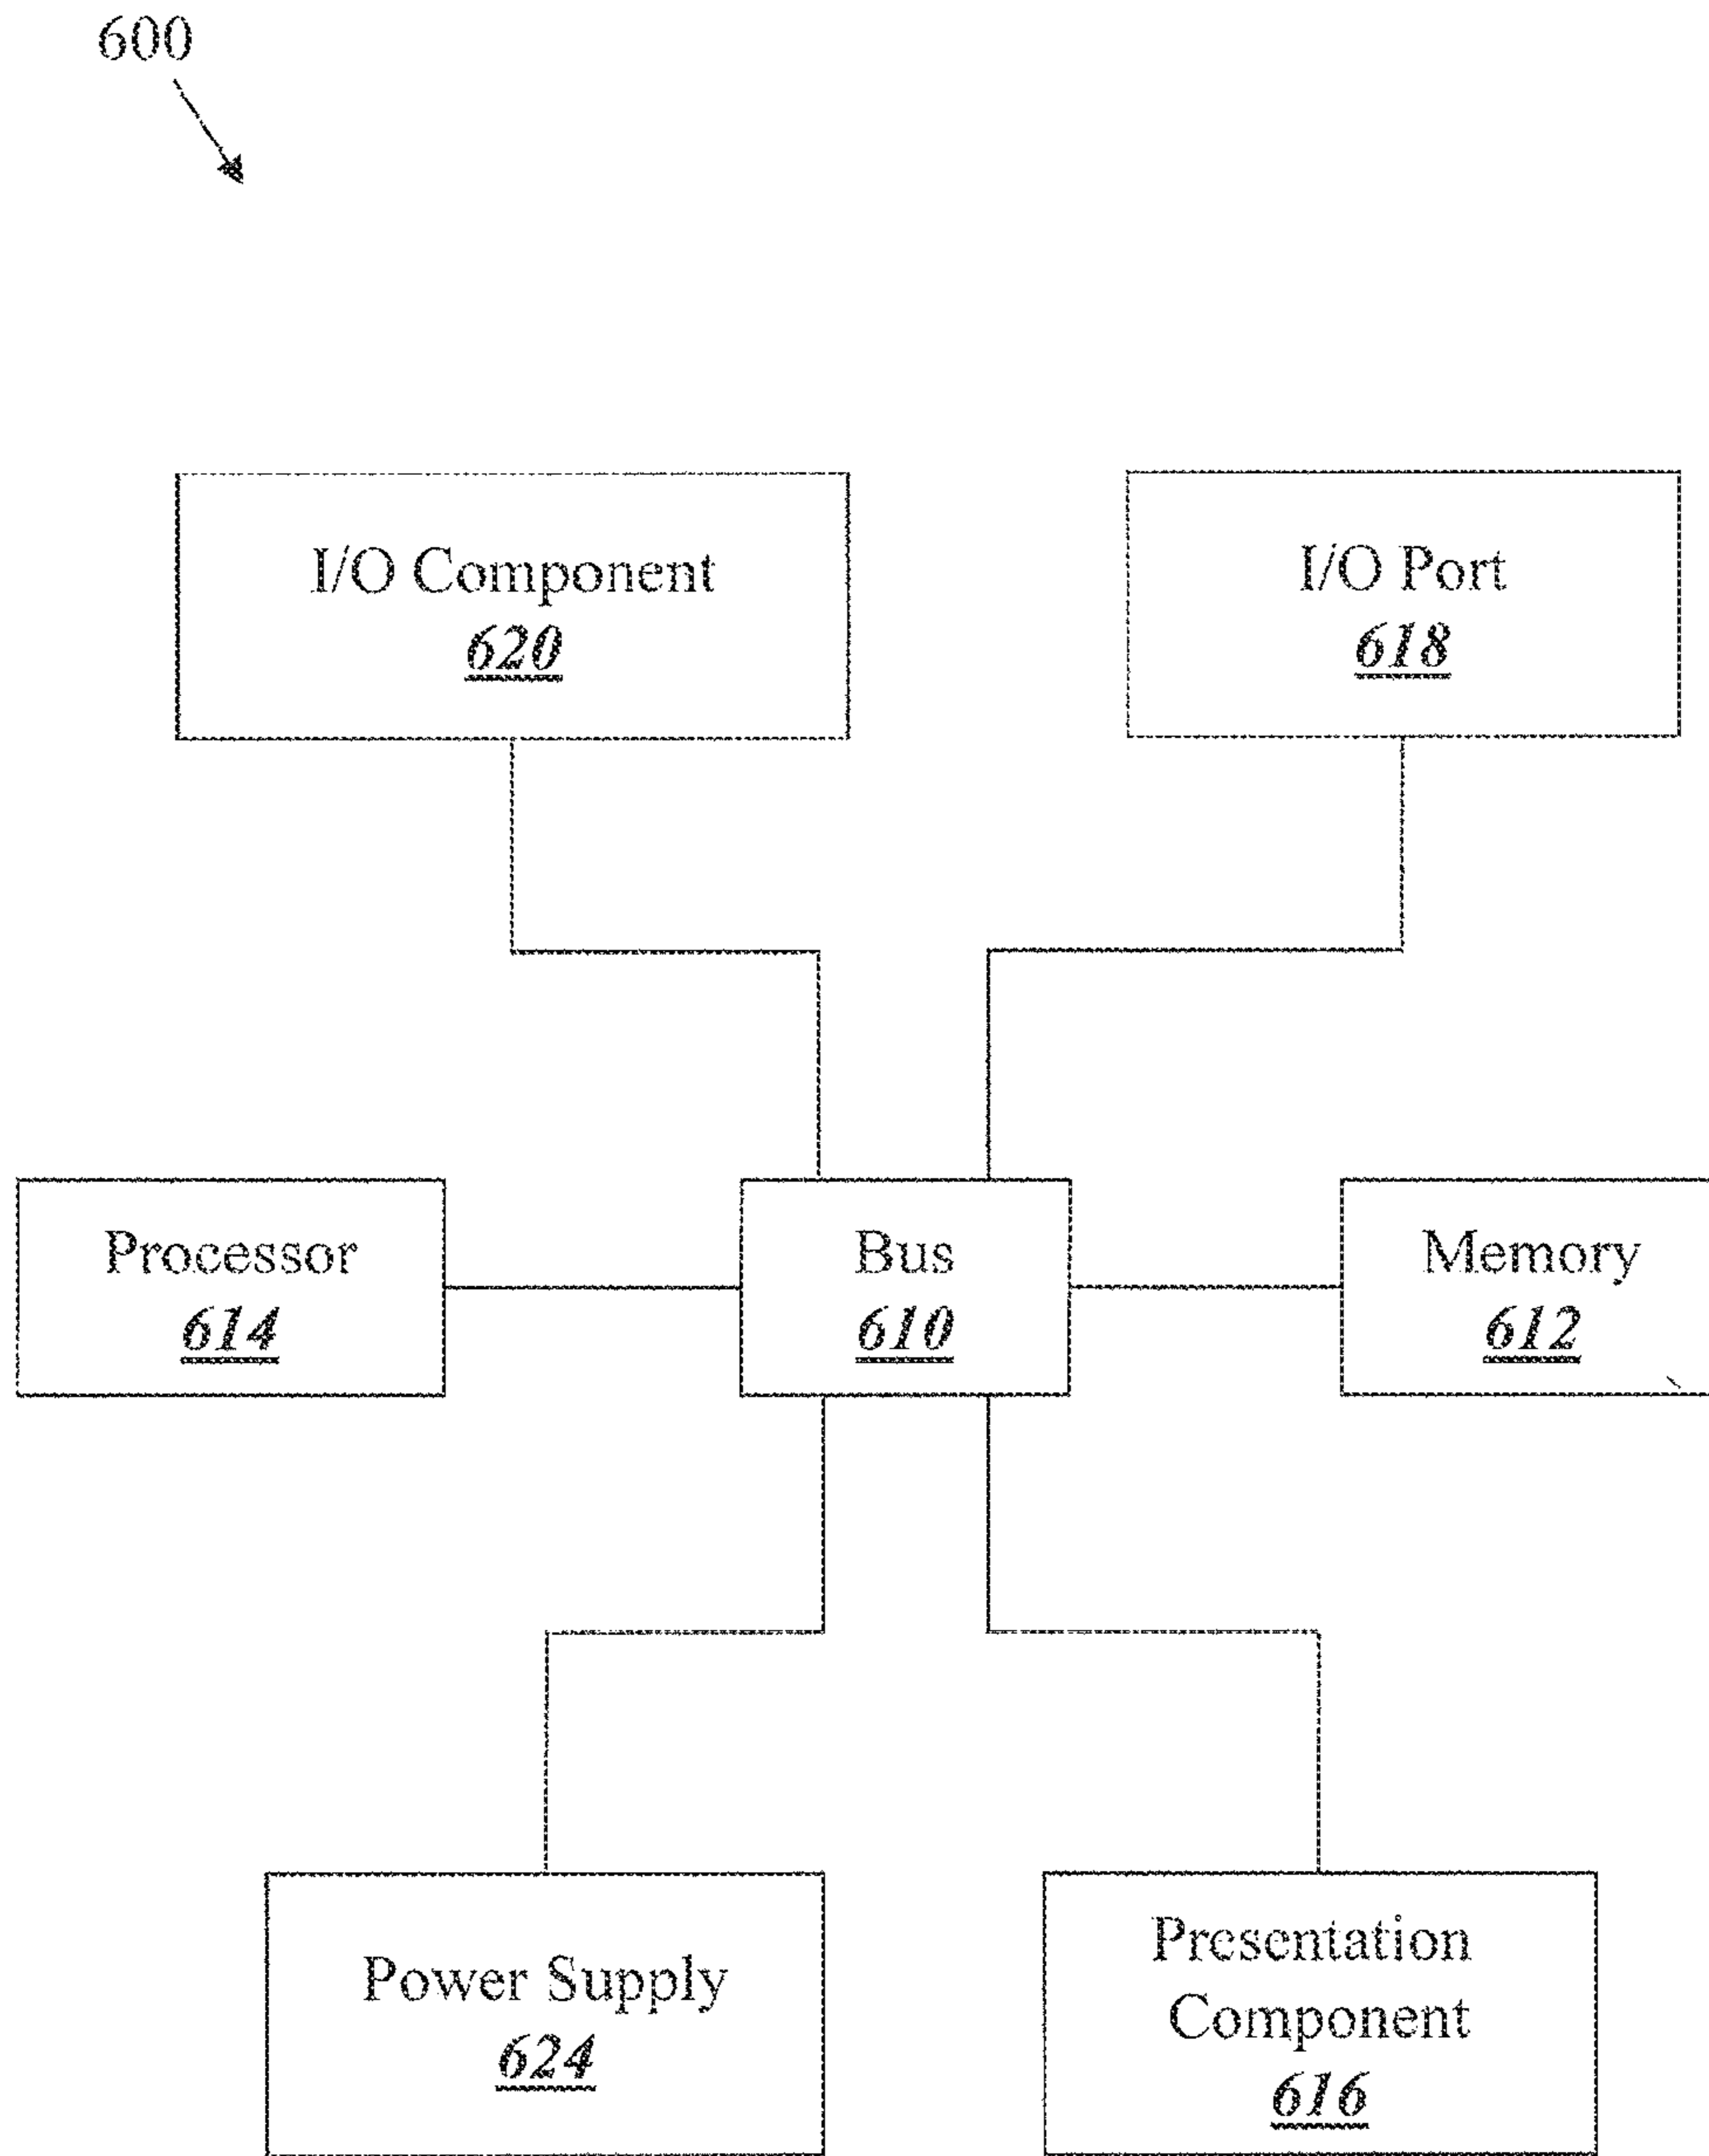 600
I/O Component
620
I/O Port
618
Processor
614
Bus
610
Memory
612
Power Supply
624
Presentation
Component
616